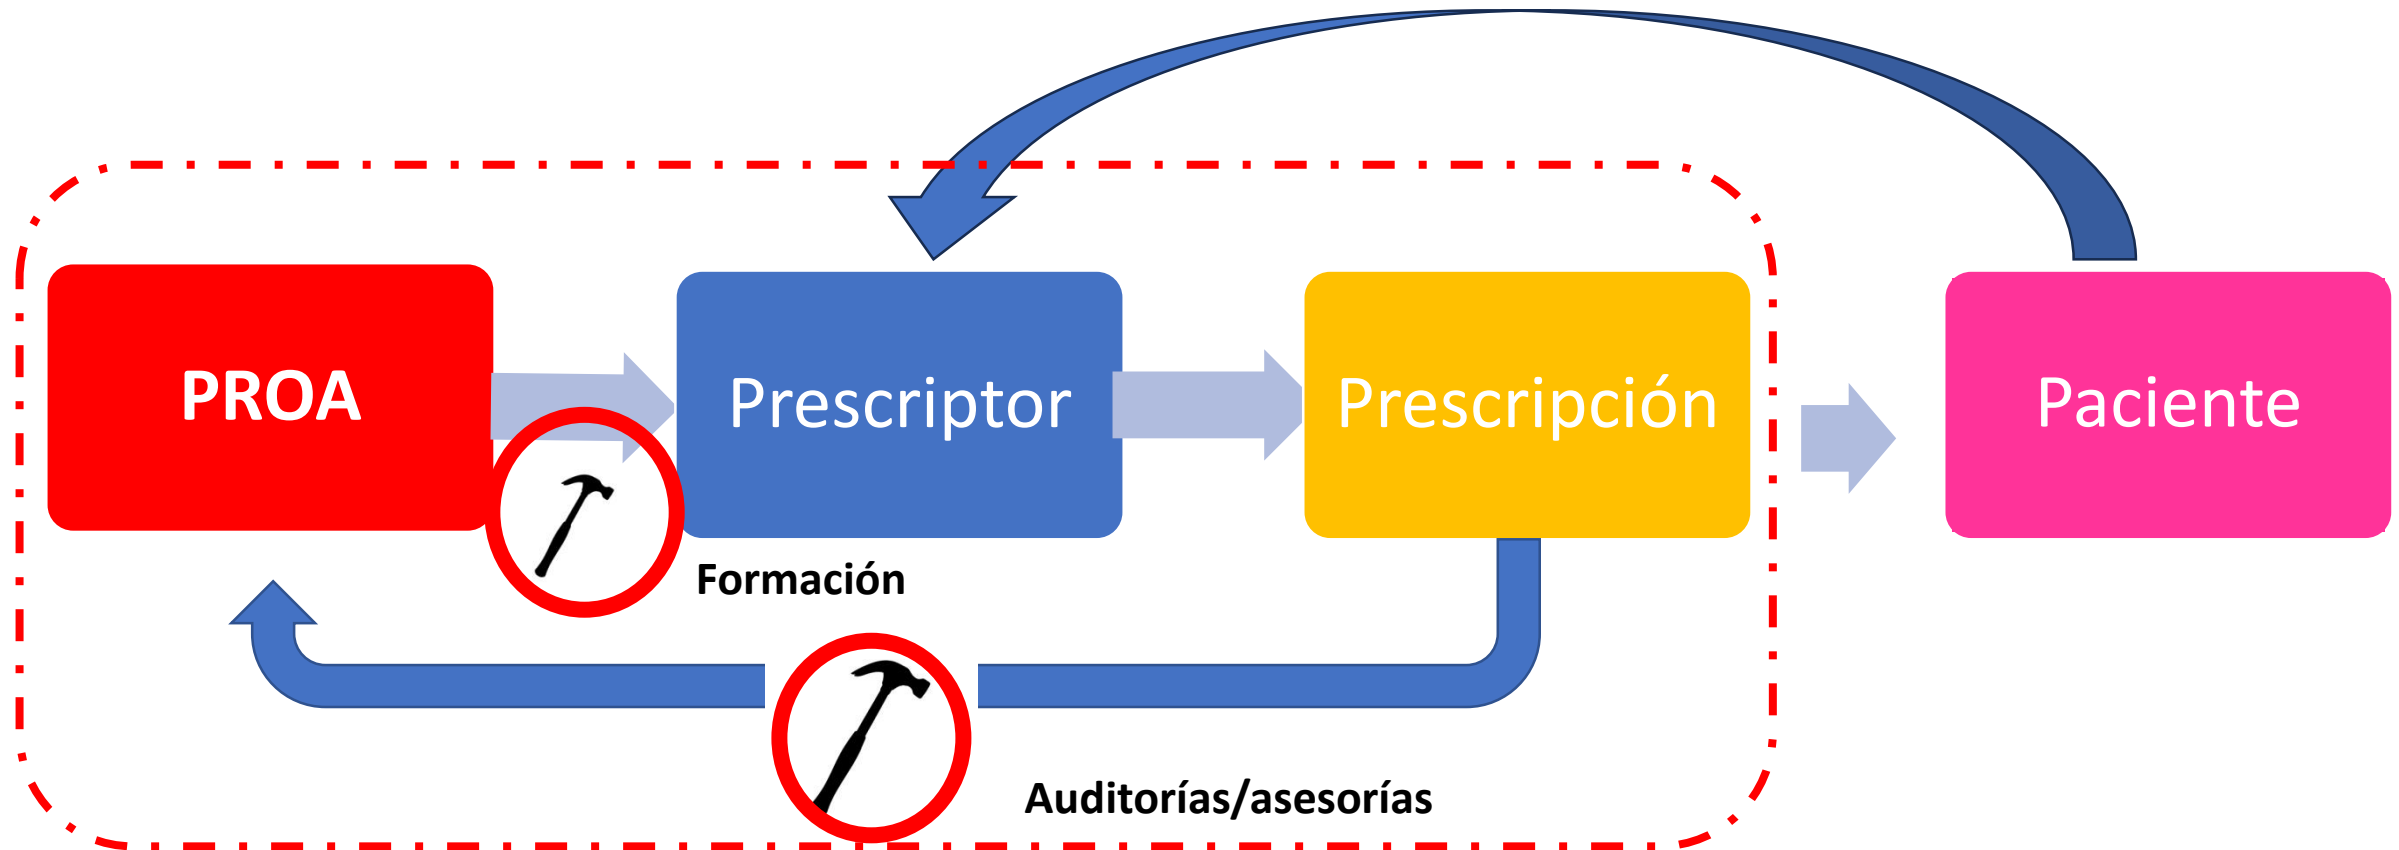 PROA
Prescriptor
Prescripción
Paciente
Formación
Auditorías/asesorías